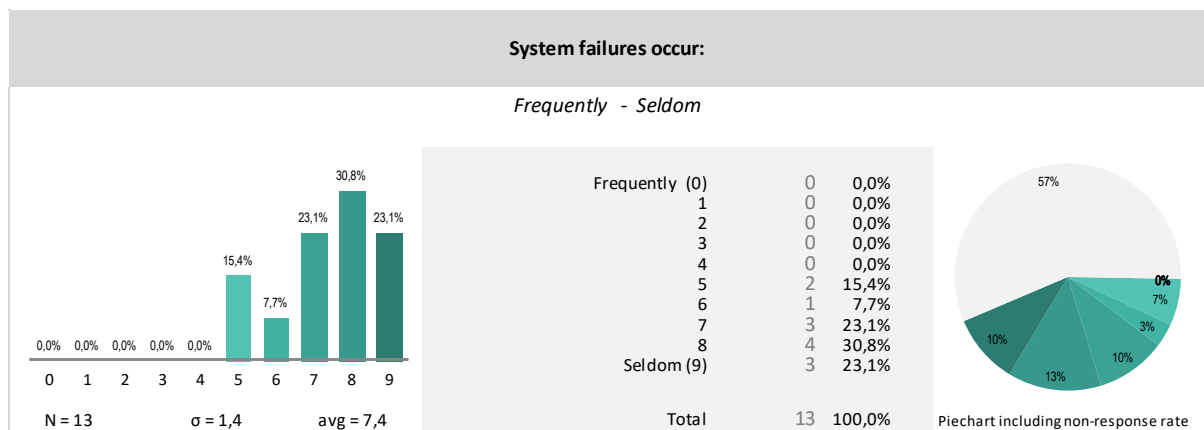 System failures occur:
Frequently - Seldom
30,8%
23,1% 23,1%
15,4%
7,7%
0,0% 0,0% 0,0% 0,0% 0,0%
0 1 2 3 4 5 6 7 8 9
N = 13 σ = 1,4 avg = 7,4
Frequently (0) 0 0,0%
1 0 0,0%
2 0 0,0%
3 0 0,0%
4 0 0,0%
5 2 15,4%
6 1 7,7%
7 3 23,1%
8 4 30,8%
Seldom (9) 3 23,1%
Total 13 100,0%
57%
0%
7%
3%
10%
13%
10%
Piechart including non-response rate